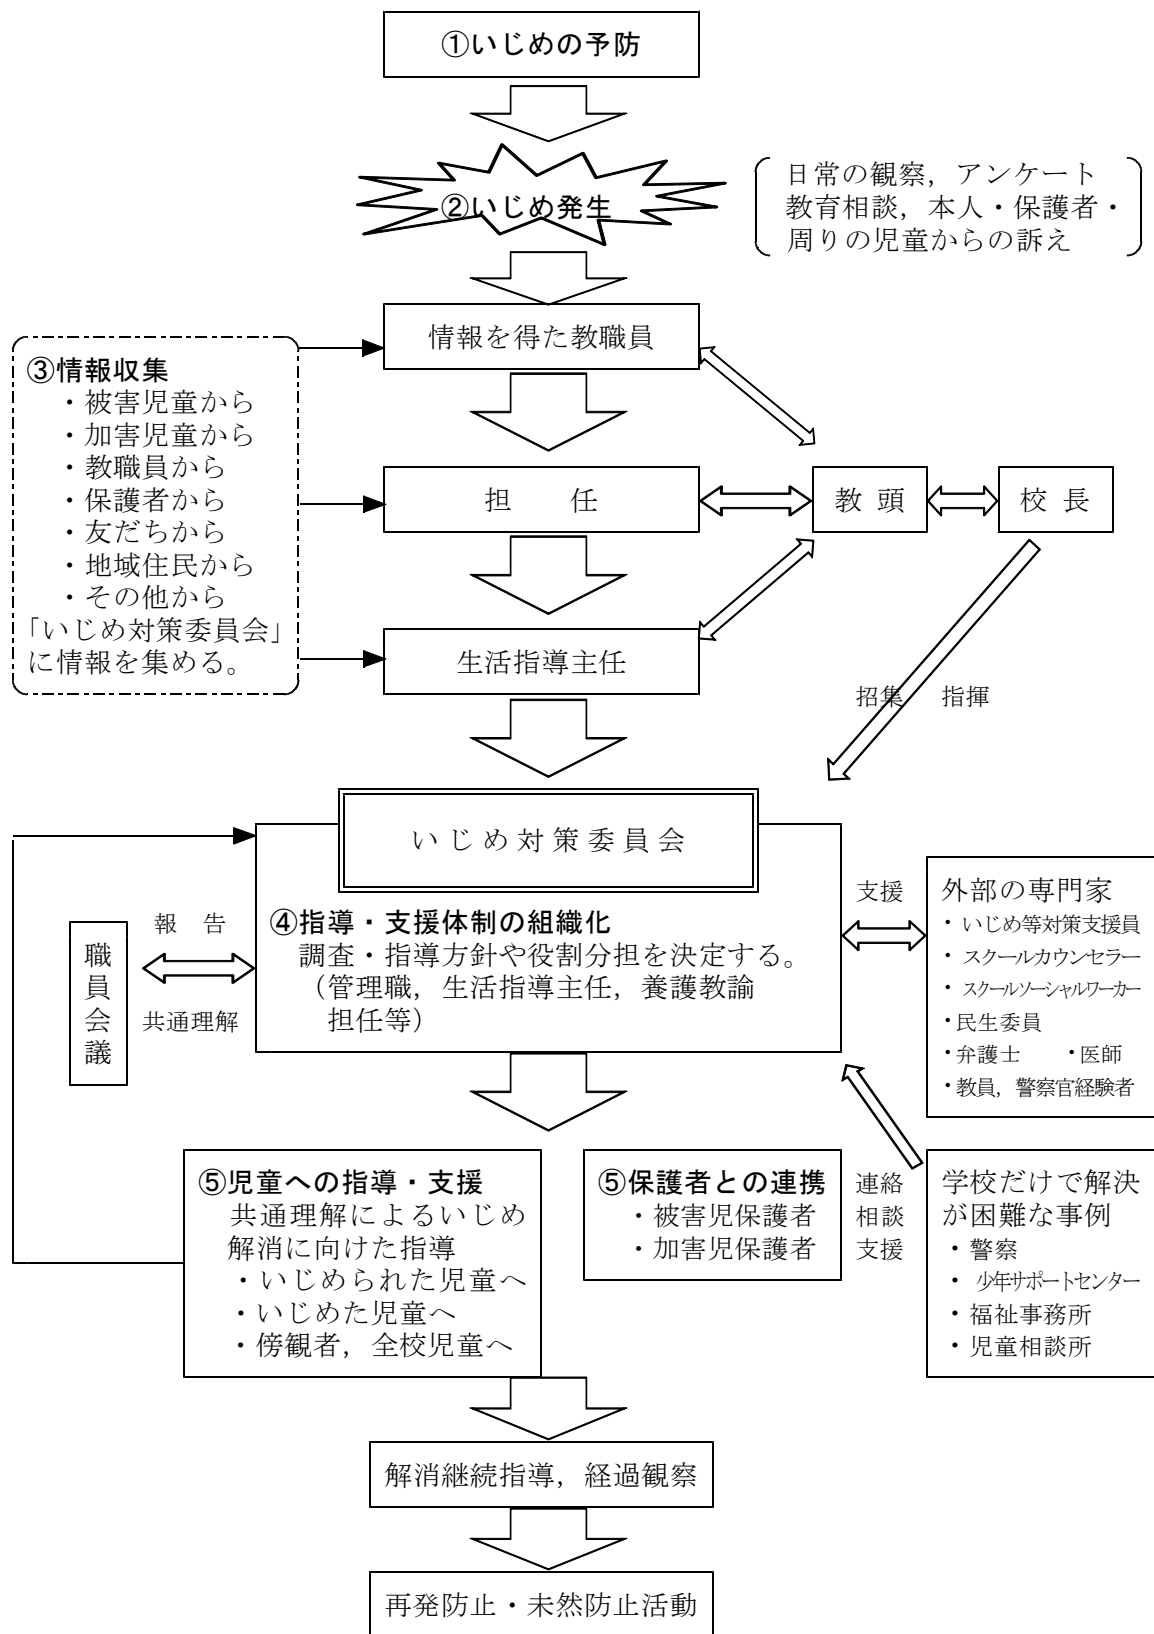 ①いじめの予防
②いじめ発生
日常の観察，アンケート
教育相談，本人・保護者・
周りの児童からの訴え
情報を得た教職員
③情報収集
・被害児童から
・加害児童から
・教職員から
・保護者から
・友だちから
・地域住民から
・その他から
「いじめ対策委員会」
に情報を集める。
担　任
教 頭
校 長
生活指導主任
招集　指揮
いじめ対策委員会
④指導・支援体制の組織化
調査・指導方針や役割分担を決定する。
（管理職，生活指導主任，養護教諭
担任等）
報　告
共通理解
職員会議
支援
外部の専門家
・いじめ等対策支援員
・スクールカウンセラー
・スクールソーシャルワーカー
・民生委員
・弁護士　・医師
・教員，警察官経験者
⑤児童への指導・支援
共通理解によるいじめ
解消に向けた指導
・いじめられた児童へ
・いじめた児童へ
・傍観者，全校児童へ
⑤保護者との連携
・被害児保護者
・加害児保護者
連絡
相談
支援
学校だけで解決
が困難な事例
・警察
・少年サポートセンター
・福祉事務所
・児童相談所
解消継続指導，経過観察
再発防止・未然防止活動